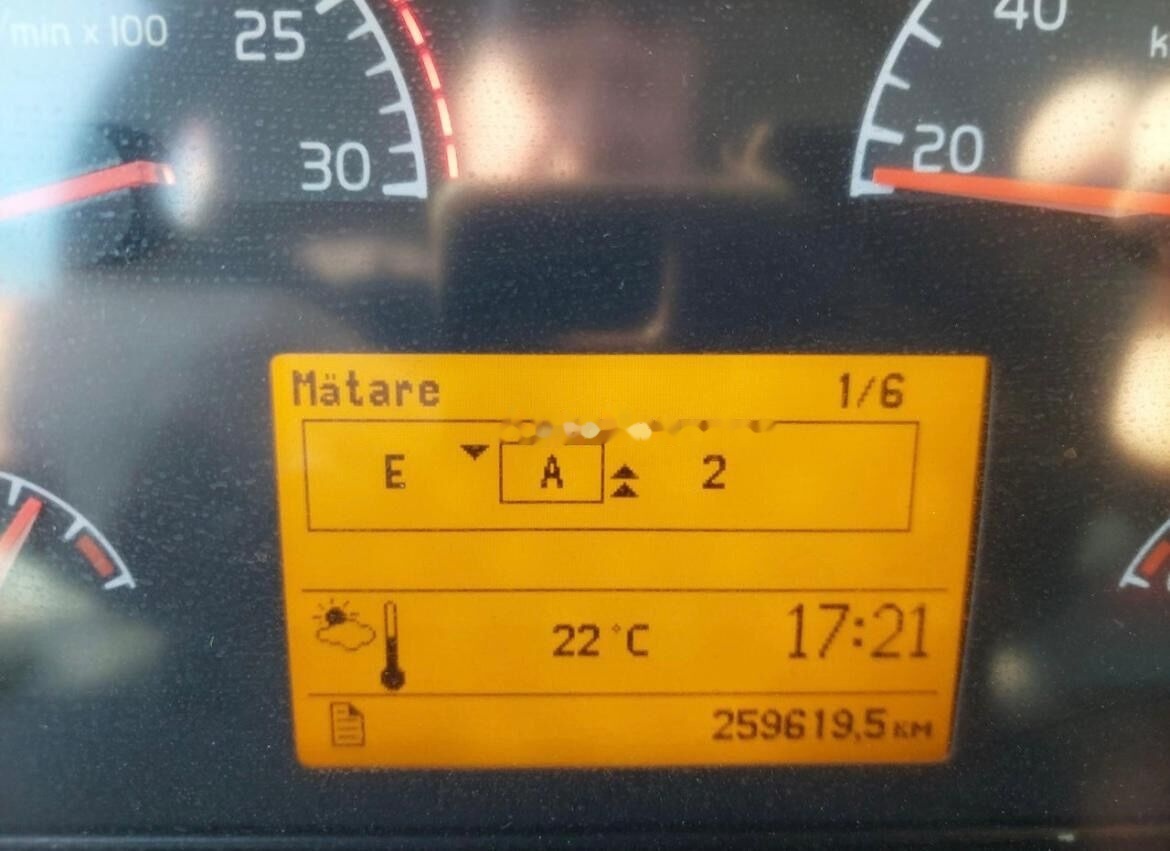 /min x 100
25
30
40
20
k
Mätare 1/6
E A 2
22°C 17:21
259619,5 KM